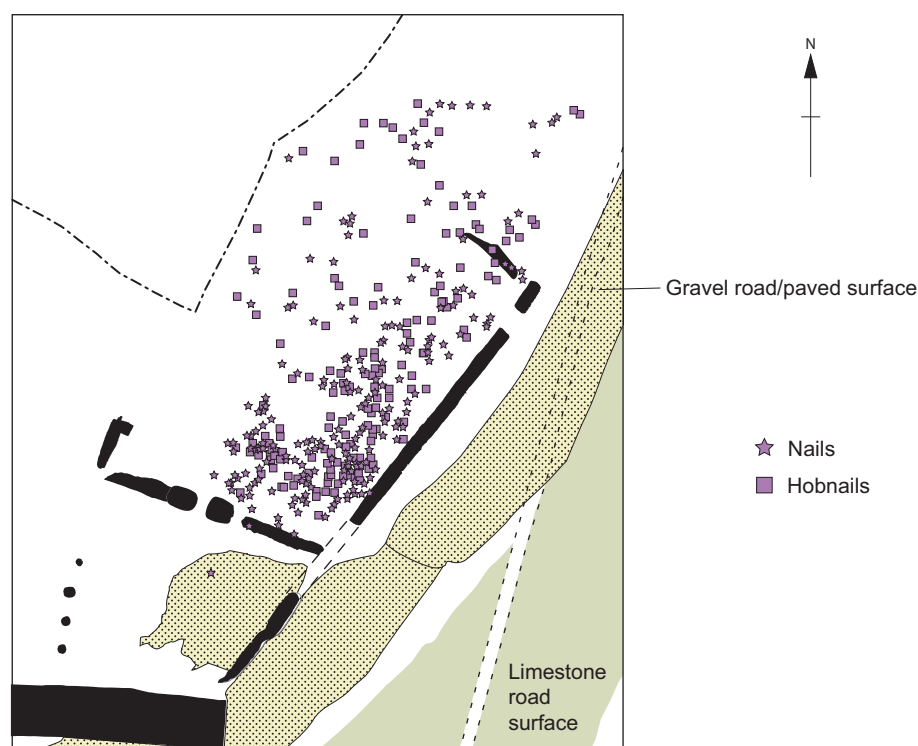 N
Gravel road/paved surface
Nails
Hobnails
Limestone
road
surface